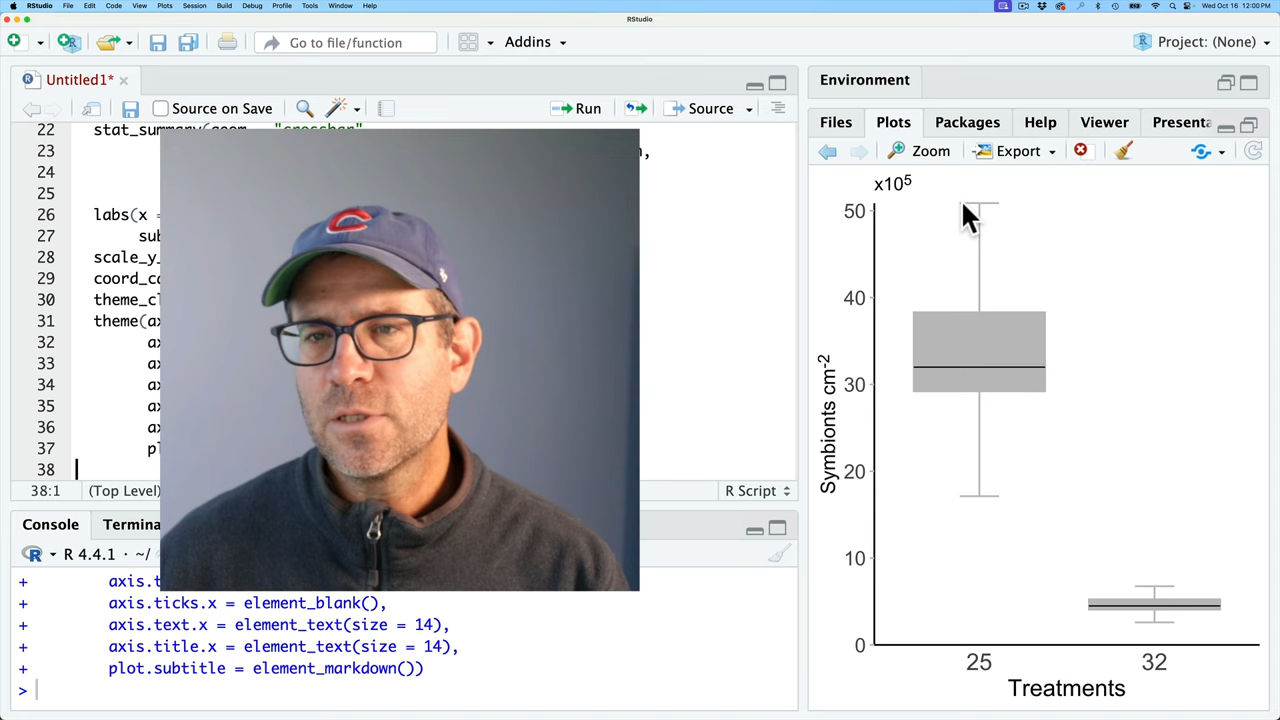 RStudio File Edit Code View Plots Session Build Debug Profile Tools Window Help
Wed Oct 16 12:00 PM
RStudio
Go to file/function
Addins
Project: (None)
Untitled1*
Source on Save
Run
Source
22 stat_summary(geom = "crossbar",
23
24
25
26 labs(x =
27 sub
28 scale_y_
29 coord_ca
30 theme_cl
31 theme(ax
32 ax
33 ax
34 ax
35 ax
36 ax
37 pl
38
38:1 (Top Level)
R Script
Console Terminal
R 4.4.1 · ~/
+ axis.t
+ axis.ticks.x = element_blank(),
+ axis.text.x = element_text(size = 14),
+ axis.title.x = element_text(size = 14),
+ plot.subtitle = element_markdown())
>
Environment
Files Plots Packages Help Viewer Presenta
Zoom Export
x10⁵
50
40
30
20
10
0
Symbionts cm⁻²
25 32
Treatments